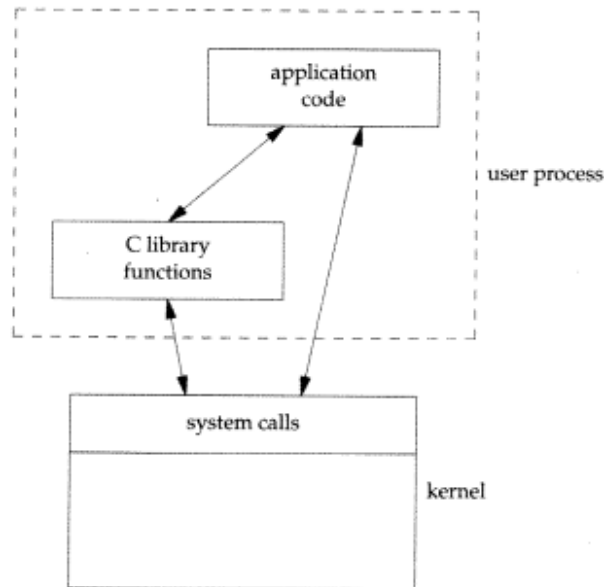 application
code
user process
C library
functions
system calls
kernel